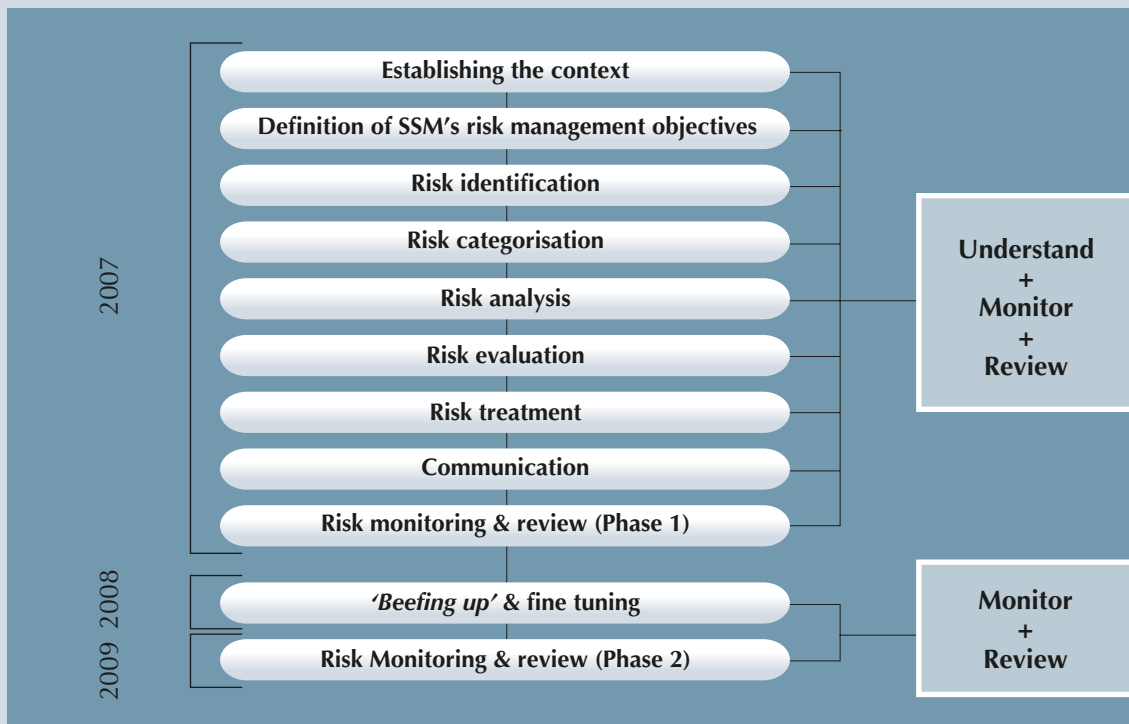 2007
Establishing the context
Definition of SSM's risk management objectives
Risk identification
Risk categorisation
Risk analysis
Risk evaluation
Risk treatment
Communication
Risk monitoring & review (Phase 1)
Understand
+
Monitor
+
Review
2008
'Beefing up' & fine tuning
2009
Risk Monitoring & review (Phase 2)
Monitor
+
Review